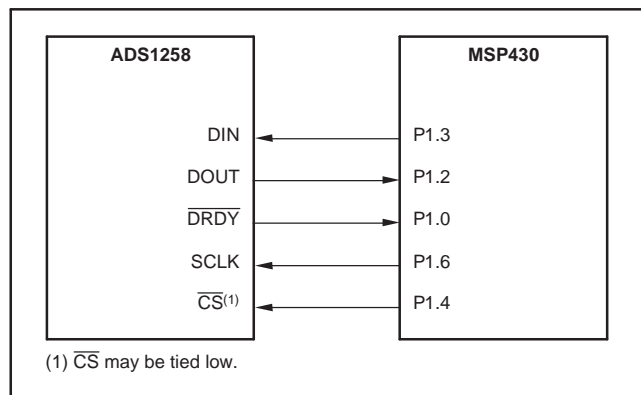 ADS1258 MSP430
DIN P1.3
DOUT P1.2
DRDY P1.0
SCLK P1.6
CS(1) P1.4
(1) CS may be tied low.